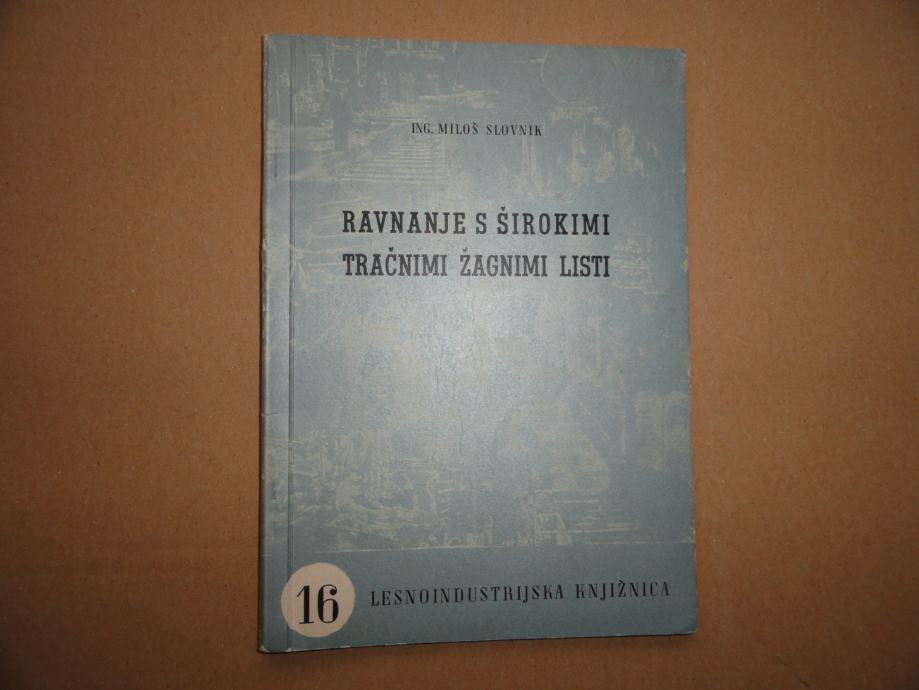 ING. MILOŠ SLOVNIK
RAVNANJE S ŠIROKIMI
TRAČNIMI ŽAGNIMI LISTI
16 LESNOINDUSTRIJSKA KNJIŽNICA